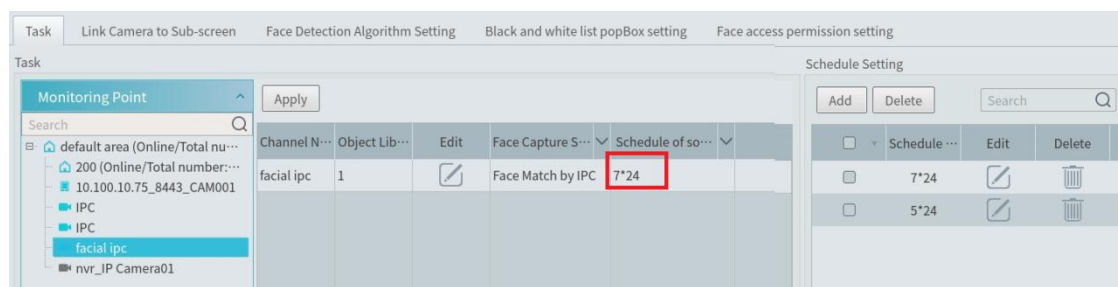 Task Link Camera to Sub-screen Face Detection Algorithm Setting Black and white list popBox setting Face access permission setting
Task
Monitoring Point
Search
default area (Online/Total nu···
200 (Online/Total number:···
10.100.10.75_8443_CAM001
IPC
IPC
facial ipc
nvr_IP Camera01
Apply
Channel N··· Object Lib··· Edit Face Capture S··· Schedule of so···
facial ipc 1 Face Match by IPC 7*24
Schedule Setting
Add Delete Search
Schedule ··· Edit Delete
7*24
5*24